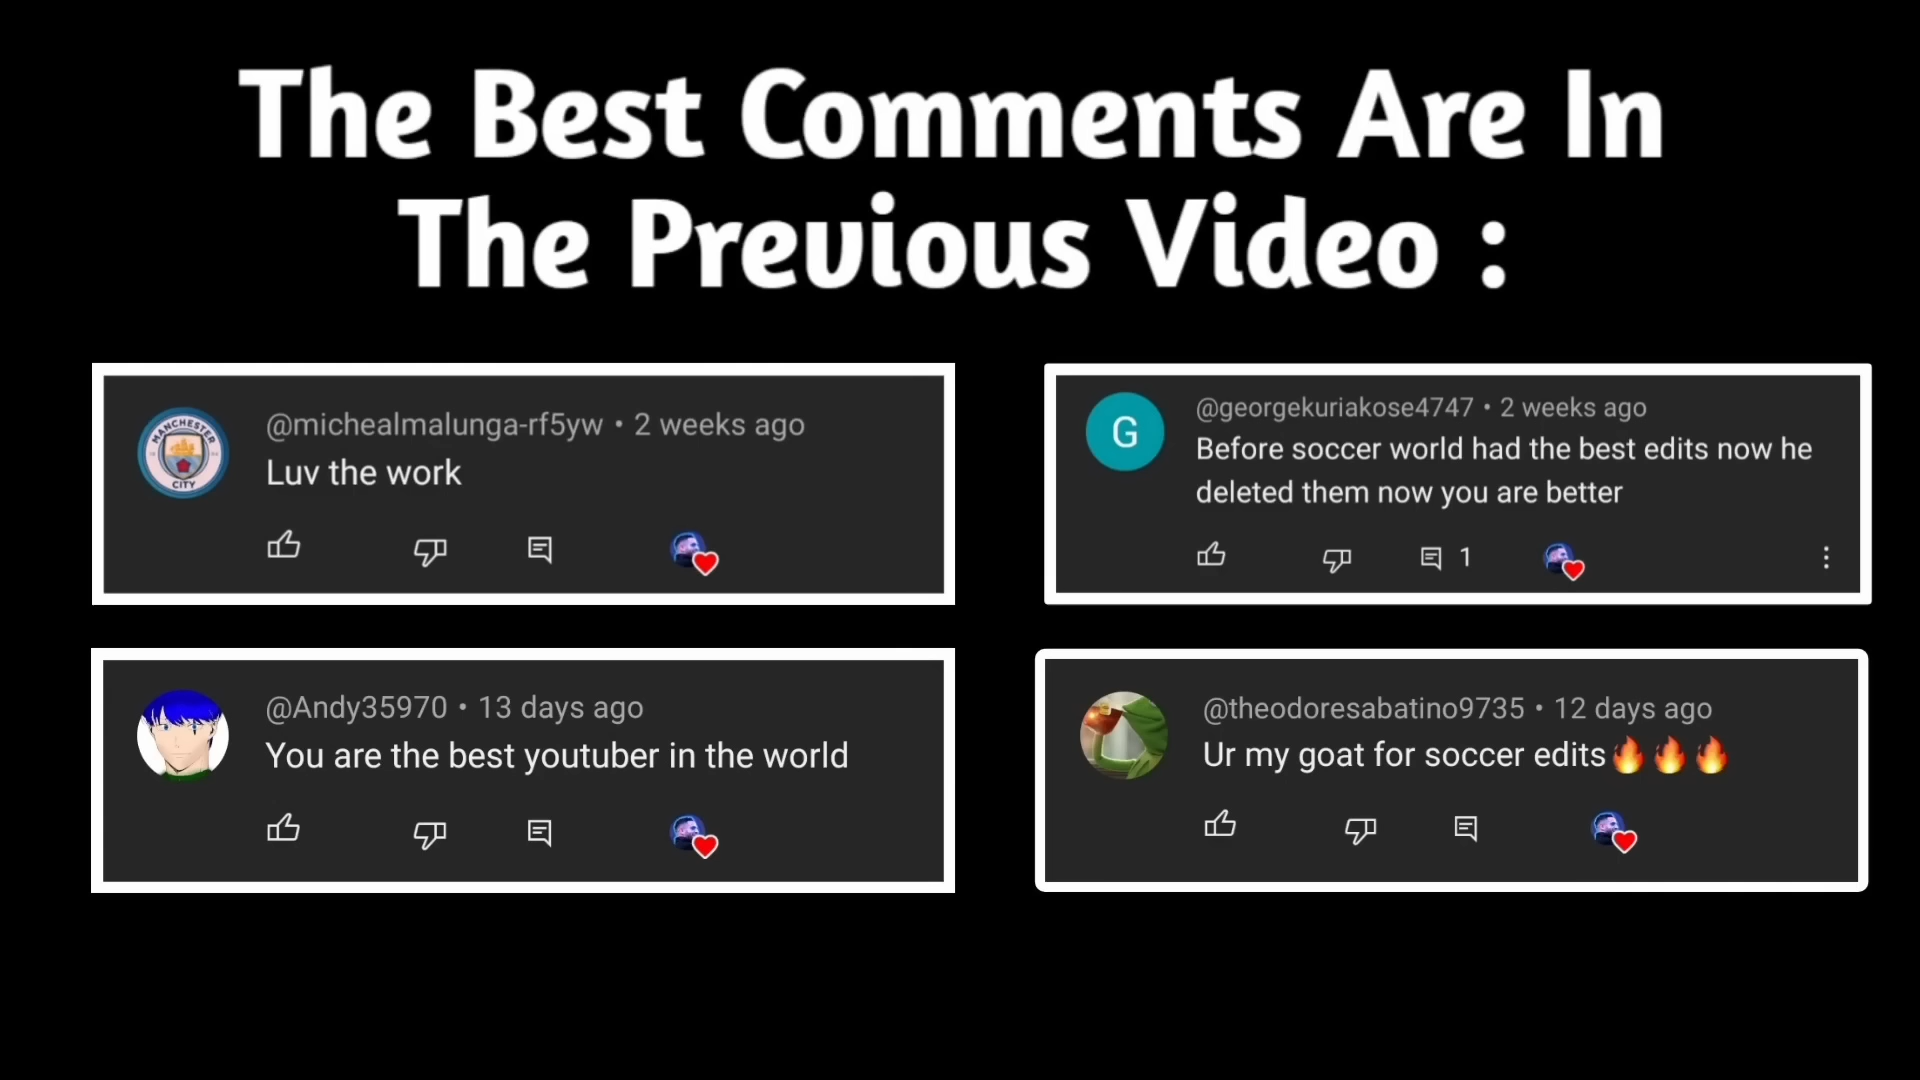 The Best Comments Are In
The Previous Video :
MANCHESTER
CITY
@michealmalunga-rf5yw • 2 weeks ago
Luv the work
G
@georgekuriakose4747 • 2 weeks ago
Before soccer world had the best edits now he
deleted them now you are better
1
@Andy35970 • 13 days ago
You are the best youtuber in the world
@theodoresabatino9735 • 12 days ago
Ur my goat for soccer edits🔥🔥🔥